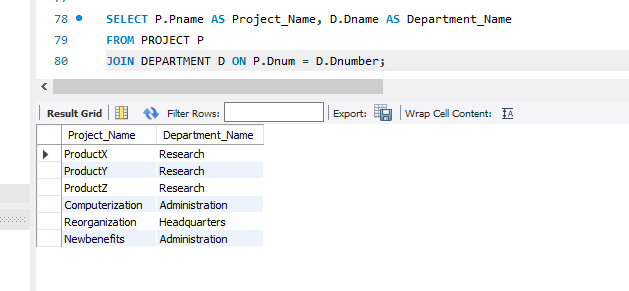 78 SELECT P.Pname AS Project_Name, D.Dname AS Department_Name
79 FROM PROJECT P
80 JOIN DEPARTMENT D ON P.Dnum = D.Dnumber;
Result Grid Filter Rows: Export: Wrap Cell Content:
Project_Name Department_Name
ProductX Research
ProductY Research
ProductZ Research
Computerization Administration
Reorganization Headquarters
Newbenefits Administration